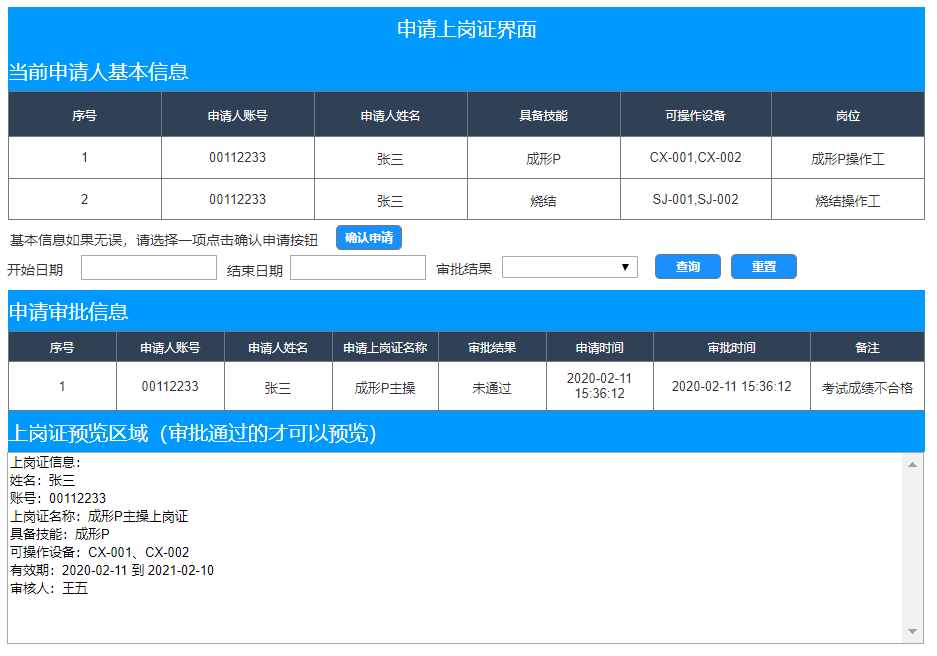 申请上岗证界面
当前申请人基本信息
序号 申请人账号 申请人姓名 具备技能 可操作设备 岗位
1 00112233 张三 成形P CX-001,CX-002 成形P操作工
2 00112233 张三 烧结 SJ-001,SJ-002 烧结操作工
基本信息如果无误，请选择一项点击确认申请按钮 确认申请
开始日期 结束日期 审批结果 查询 重置
申请审批信息
序号 申请人账号 申请人姓名 申请上岗证名称 审批结果 申请时间 审批时间 备注
1 00112233 张三 成形P主操 未通过 2020-02-11 15:36:12 2020-02-11 15:36:12 考试成绩不合格
上岗证预览区域（审批通过的才可以预览）
上岗证信息：
姓名：张三
账号：00112233
上岗证名称：成形P主操上岗证
具备技能：成形P
可操作设备：CX-001、CX-002
有效期：2020-02-11 到 2021-02-10
审核人：王五